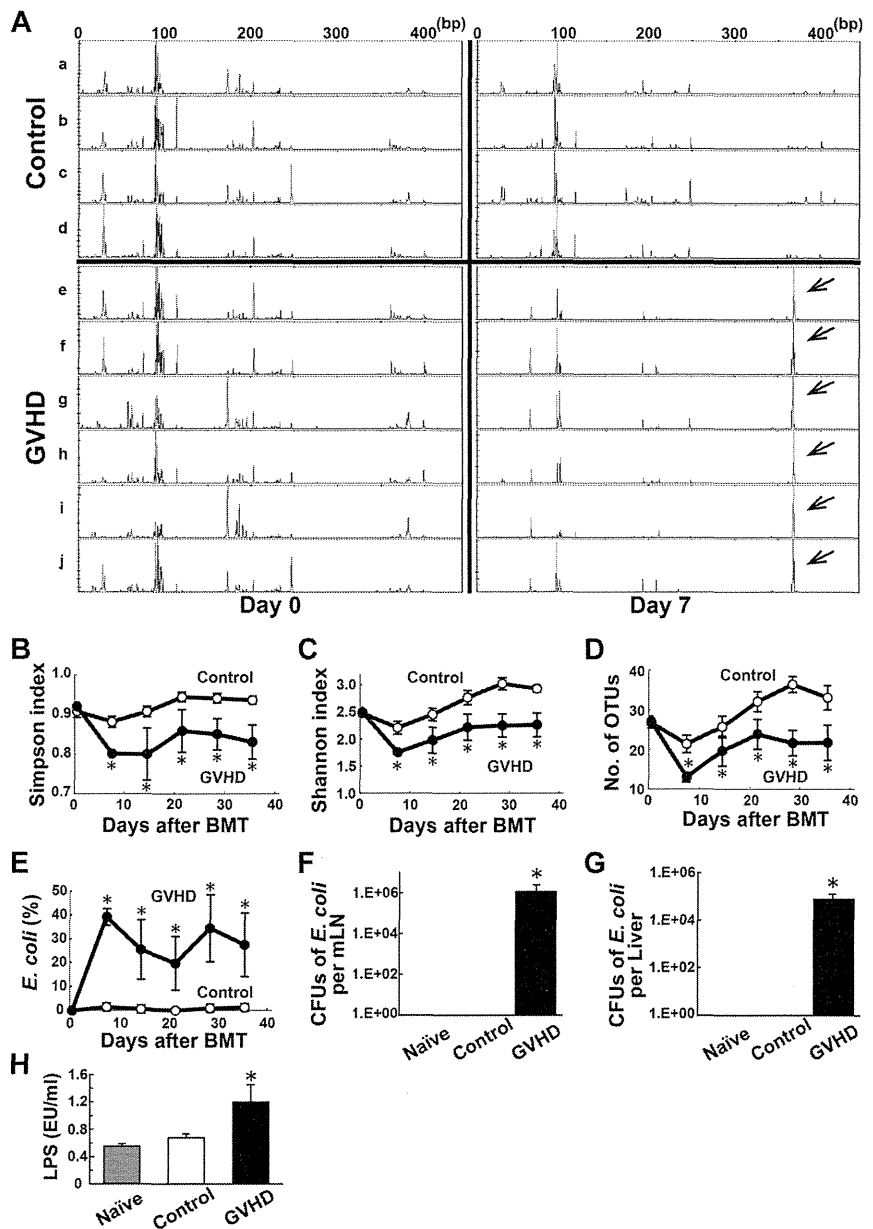 A
0 100 200 300 400 (bp) 0 100 200 300 400 (bp)
Control
a
b
c
d
GVHD
e
f
g
h
i
j
Day 0 Day 7
B
Simpson index
1.0
0.9
0.8
0.7
Control
* * * * *
GVHD
0 10 20 30 40
Days after BMT
C
Shannon index
3.0
2.5
2.0
1.5
1.0
Control
* * * * *
GVHD
0 10 20 30 40
Days after BMT
D
No. of OTUs
40
30
20
10
Control
* * * * *
GVHD
0 10 20 30 40
Days after BMT
E
E. coli (%)
50
40
30
20
10
0
GVHD
* * * * *
Control
0 10 20 30 40
Days after BMT
F
CFUs of E. coli
per mLN
1.E+06
1.E+04
1.E+02
1.E+00
*
Naïve Control GVHD
G
CFUs of E. coli
per Liver
1.E+06
1.E+04
1.E+02
1.E+00
*
Naïve Control GVHD
H
LPS (EU/ml)
1.6
1.2
0.8
0.4
0
*
Naïve Control GVHD